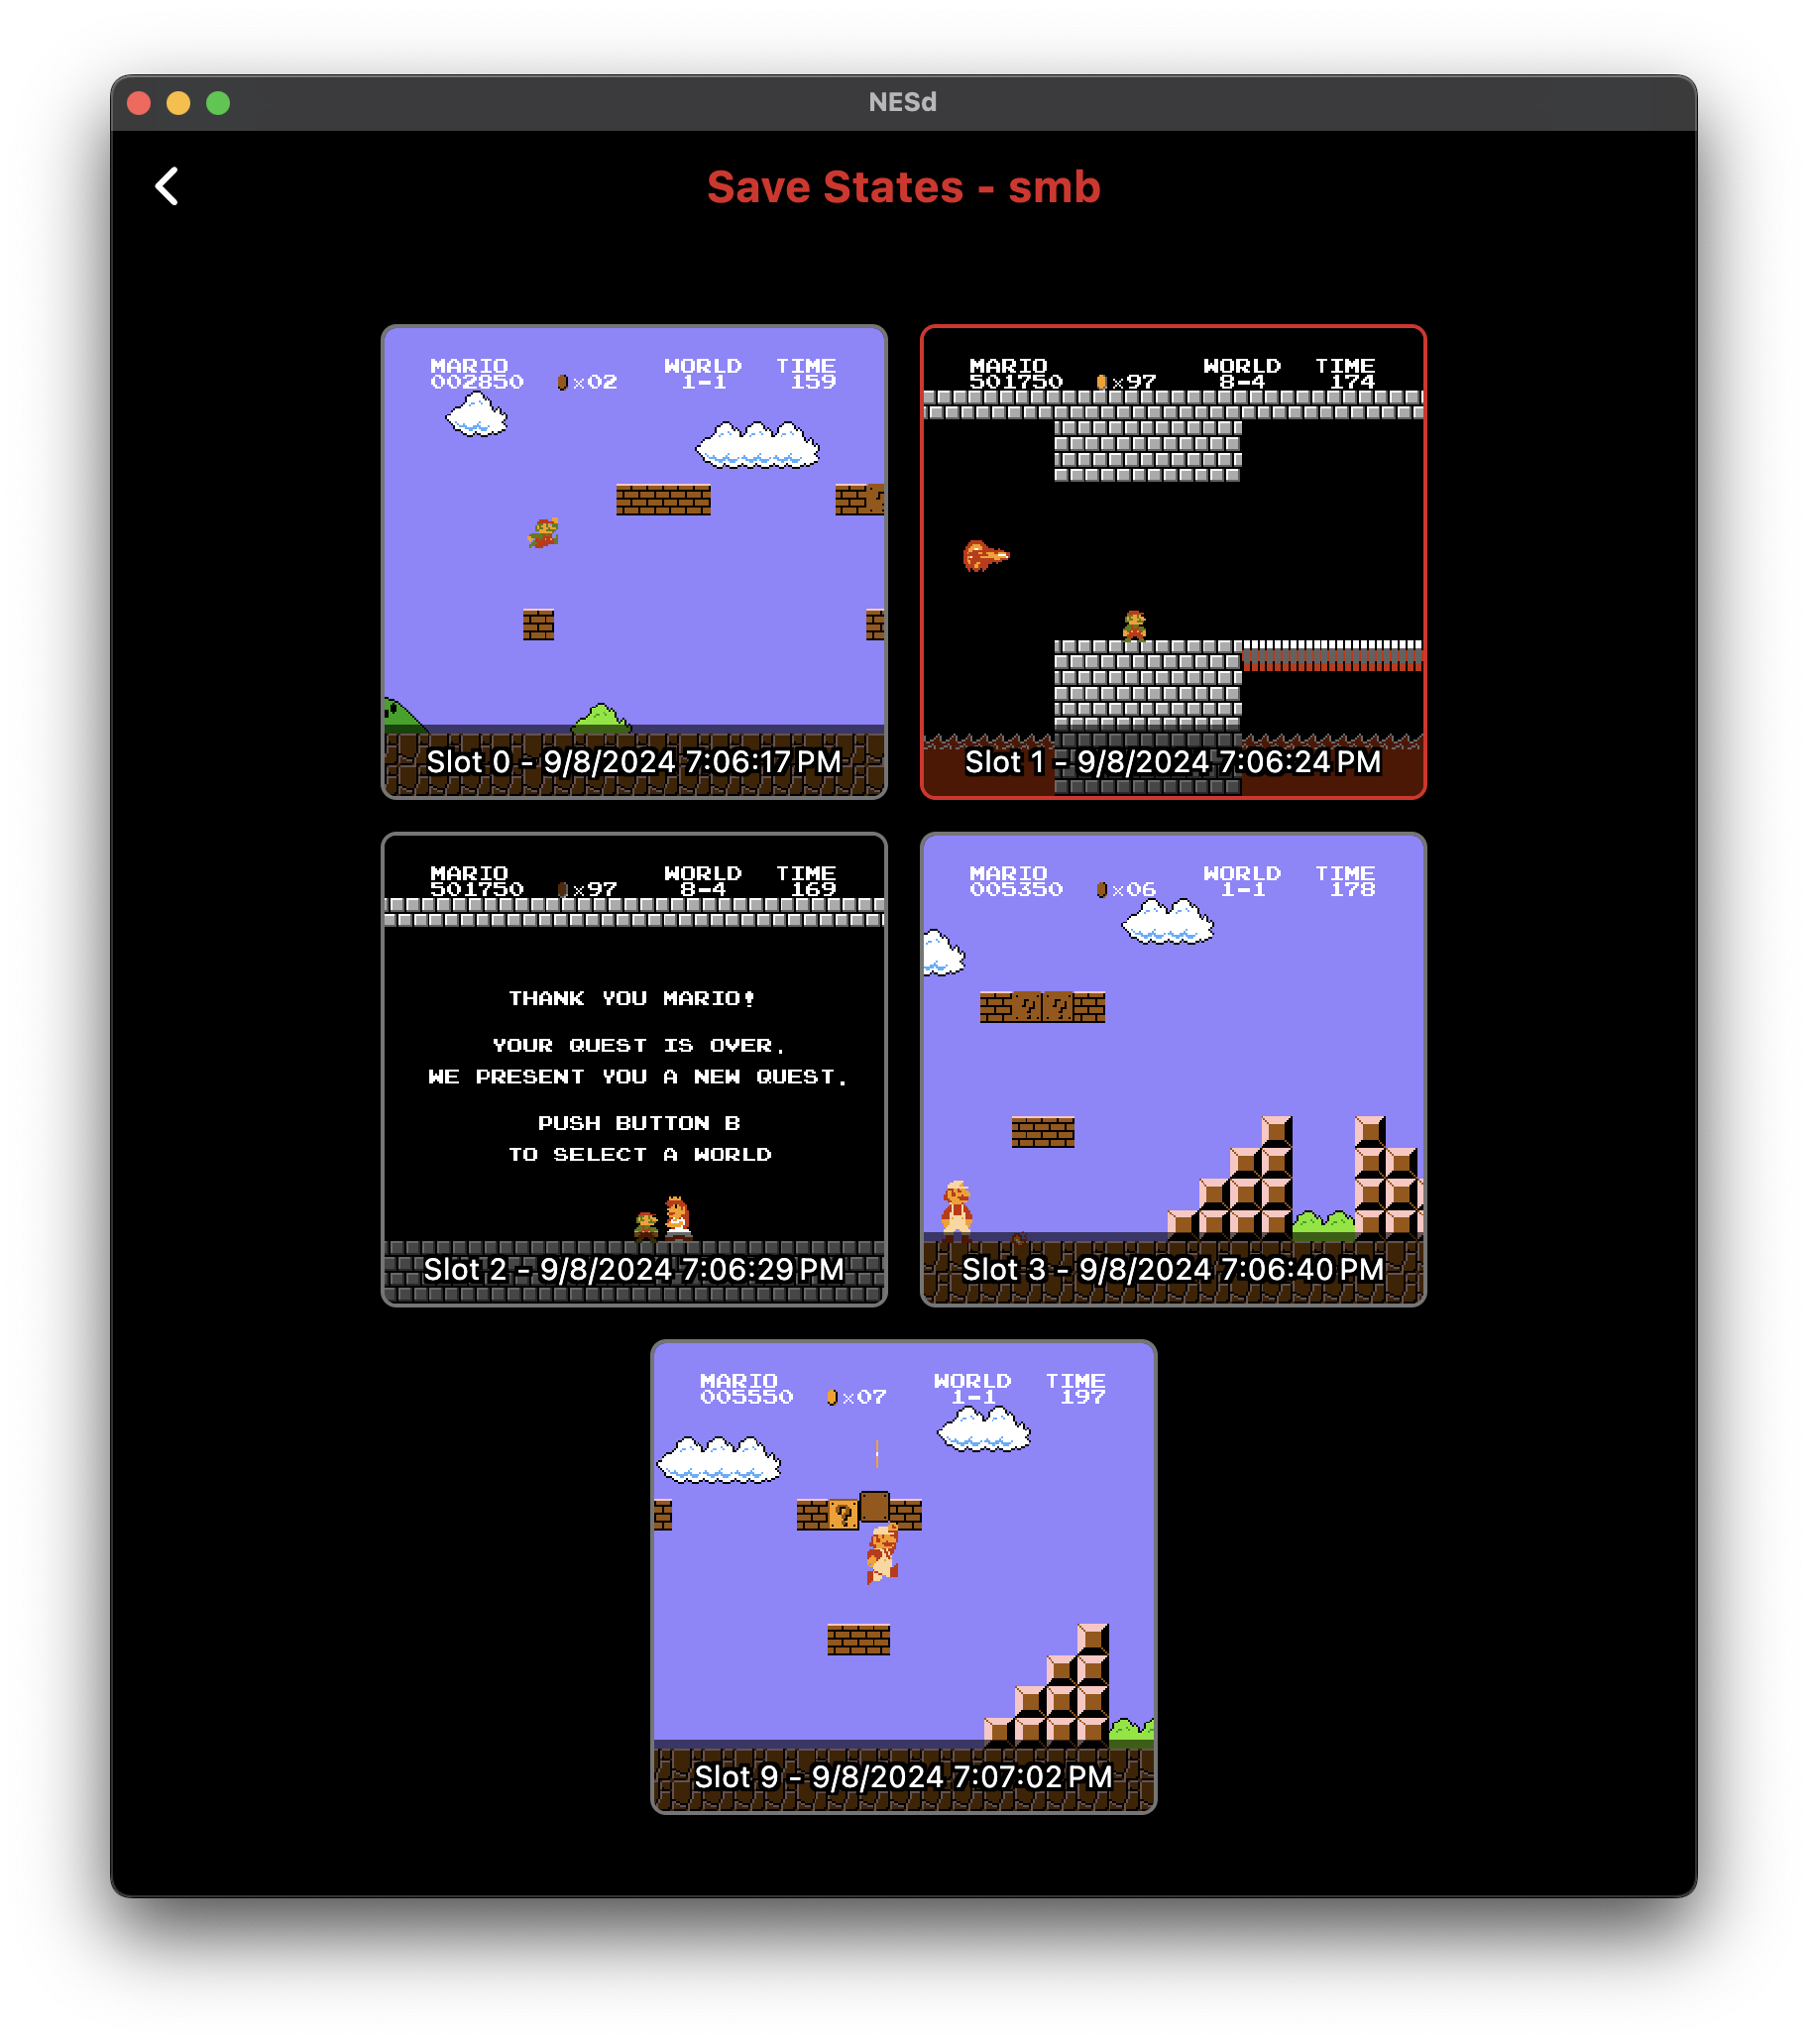 NESd
Save States - smb
MARIO WORLD TIME
002850 ×02 1-1 159
Slot 0 - 9/8/2024 7:06:17 PM
MARIO WORLD TIME
501750 ×97 8-4 174
Slot 1 - 9/8/2024 7:06:24 PM
MARIO WORLD TIME
501750 ×97 8-4 169
THANK YOU MARIO!
YOUR QUEST IS OVER.
WE PRESENT YOU A NEW QUEST.
PUSH BUTTON B
TO SELECT A WORLD
Slot 2 - 9/8/2024 7:06:29 PM
MARIO WORLD TIME
005350 ×06 1-1 178
? ?
Slot 3 - 9/8/2024 7:06:40 PM
MARIO WORLD TIME
005550 ×07 1-1 197
?
Slot 9 - 9/8/2024 7:07:02 PM